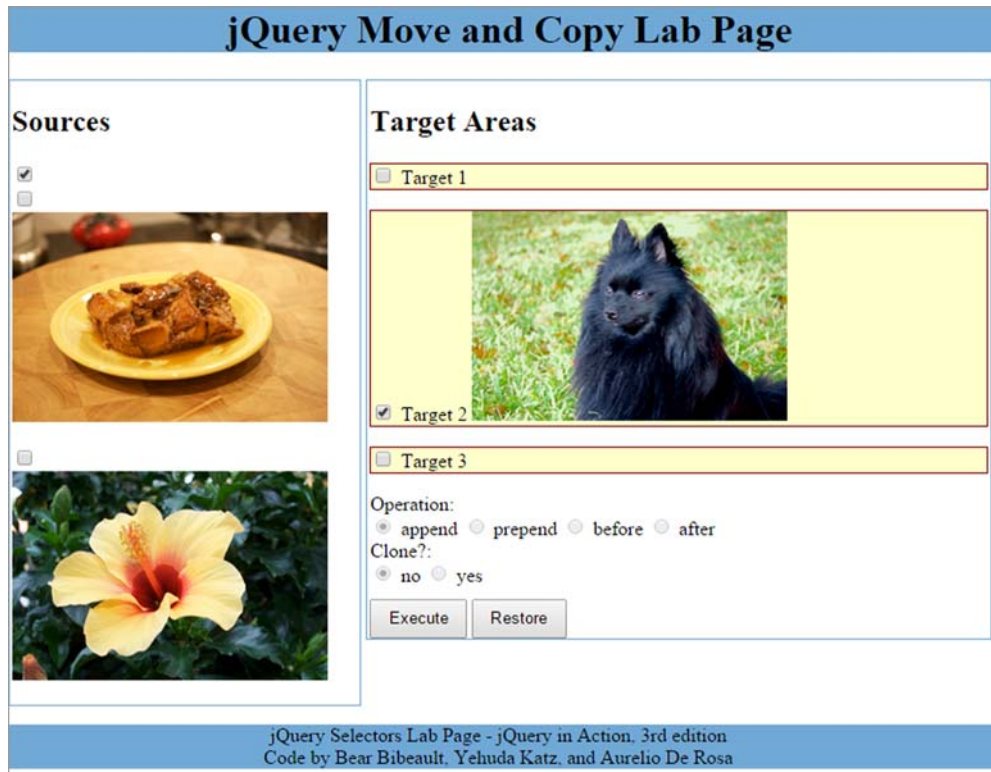 jQuery Move and Copy Lab Page
Sources
Target Areas
Target 1
Target 2
Target 3
Operation:
append prepend before after
Clone?:
no yes
Execute Restore
jQuery Selectors Lab Page - jQuery in Action, 3rd edition
Code by Bear Bibeault, Yehuda Katz, and Aurelio De Rosa